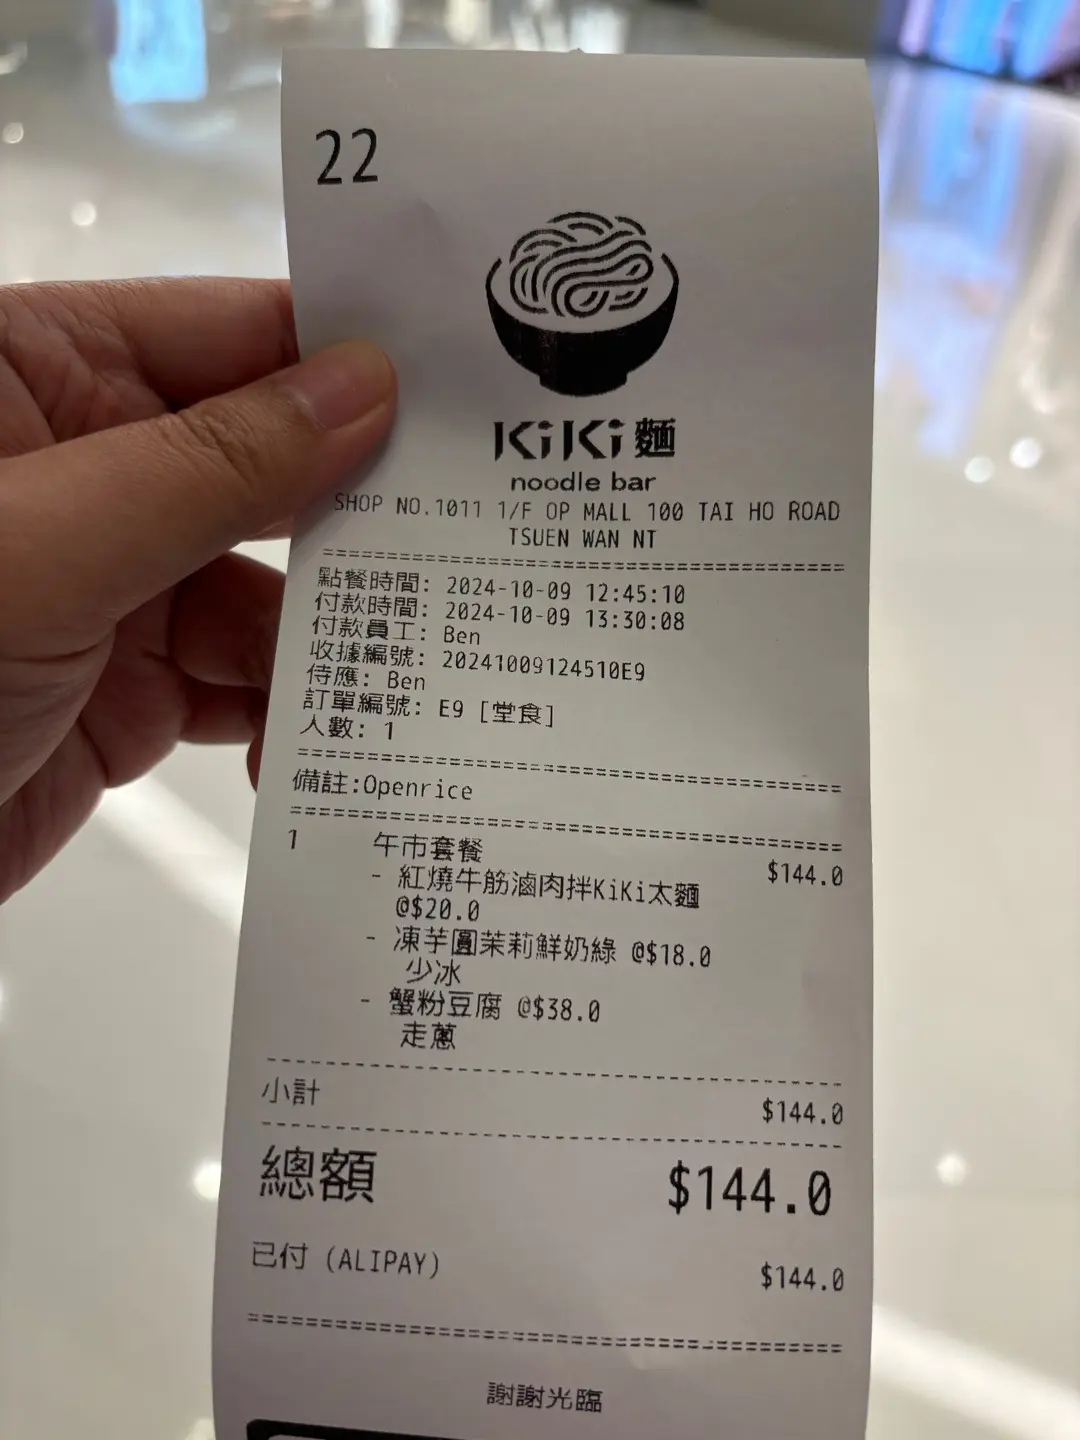 22
KiKi麵
noodle bar
SHOP NO.1011 1/F OP MALL 100 TAI HO ROAD
TSUEN WAN NT
點餐時間: 2024-10-09 12:45:10
付款時間: 2024-10-09 13:30:08
付款員工: Ben
收據編號: 20241009124510E9
侍應: Ben
訂單編號: E9 [堂食]
人數: 1
備註:Openrice
1 午市套餐 $144.0
- 紅燒牛筋滷肉拌KiKi太麵
@$20.0
- 凍芋圓茉莉鮮奶綠 @$18.0
少冰
- 蟹粉豆腐 @$38.0
走蔥
小計 $144.0
總額 $144.0
已付 (ALIPAY) $144.0
謝謝光臨